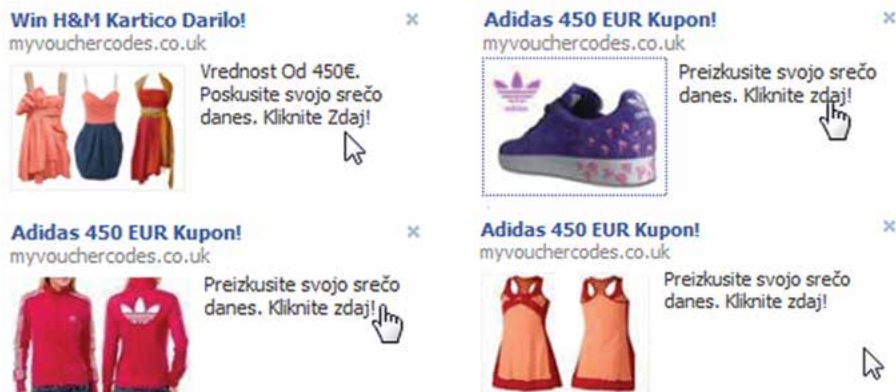 Win H&M Kartico Darilo!
myvouchercodes.co.uk
Vrednost Od 450€.
Poskusite svojo srečo
danes. Kliknite Zdaj!
Adidas 450 EUR Kupon!
myvouchercodes.co.uk
Preizkusite svojo srečo
danes. Kliknite zdaj!
adidas
Adidas 450 EUR Kupon!
myvouchercodes.co.uk
Preizkusite svojo srečo
danes. Kliknite zdaj!
Adidas 450 EUR Kupon!
myvouchercodes.co.uk
Preizkusite svojo srečo
danes. Kliknite zdaj!